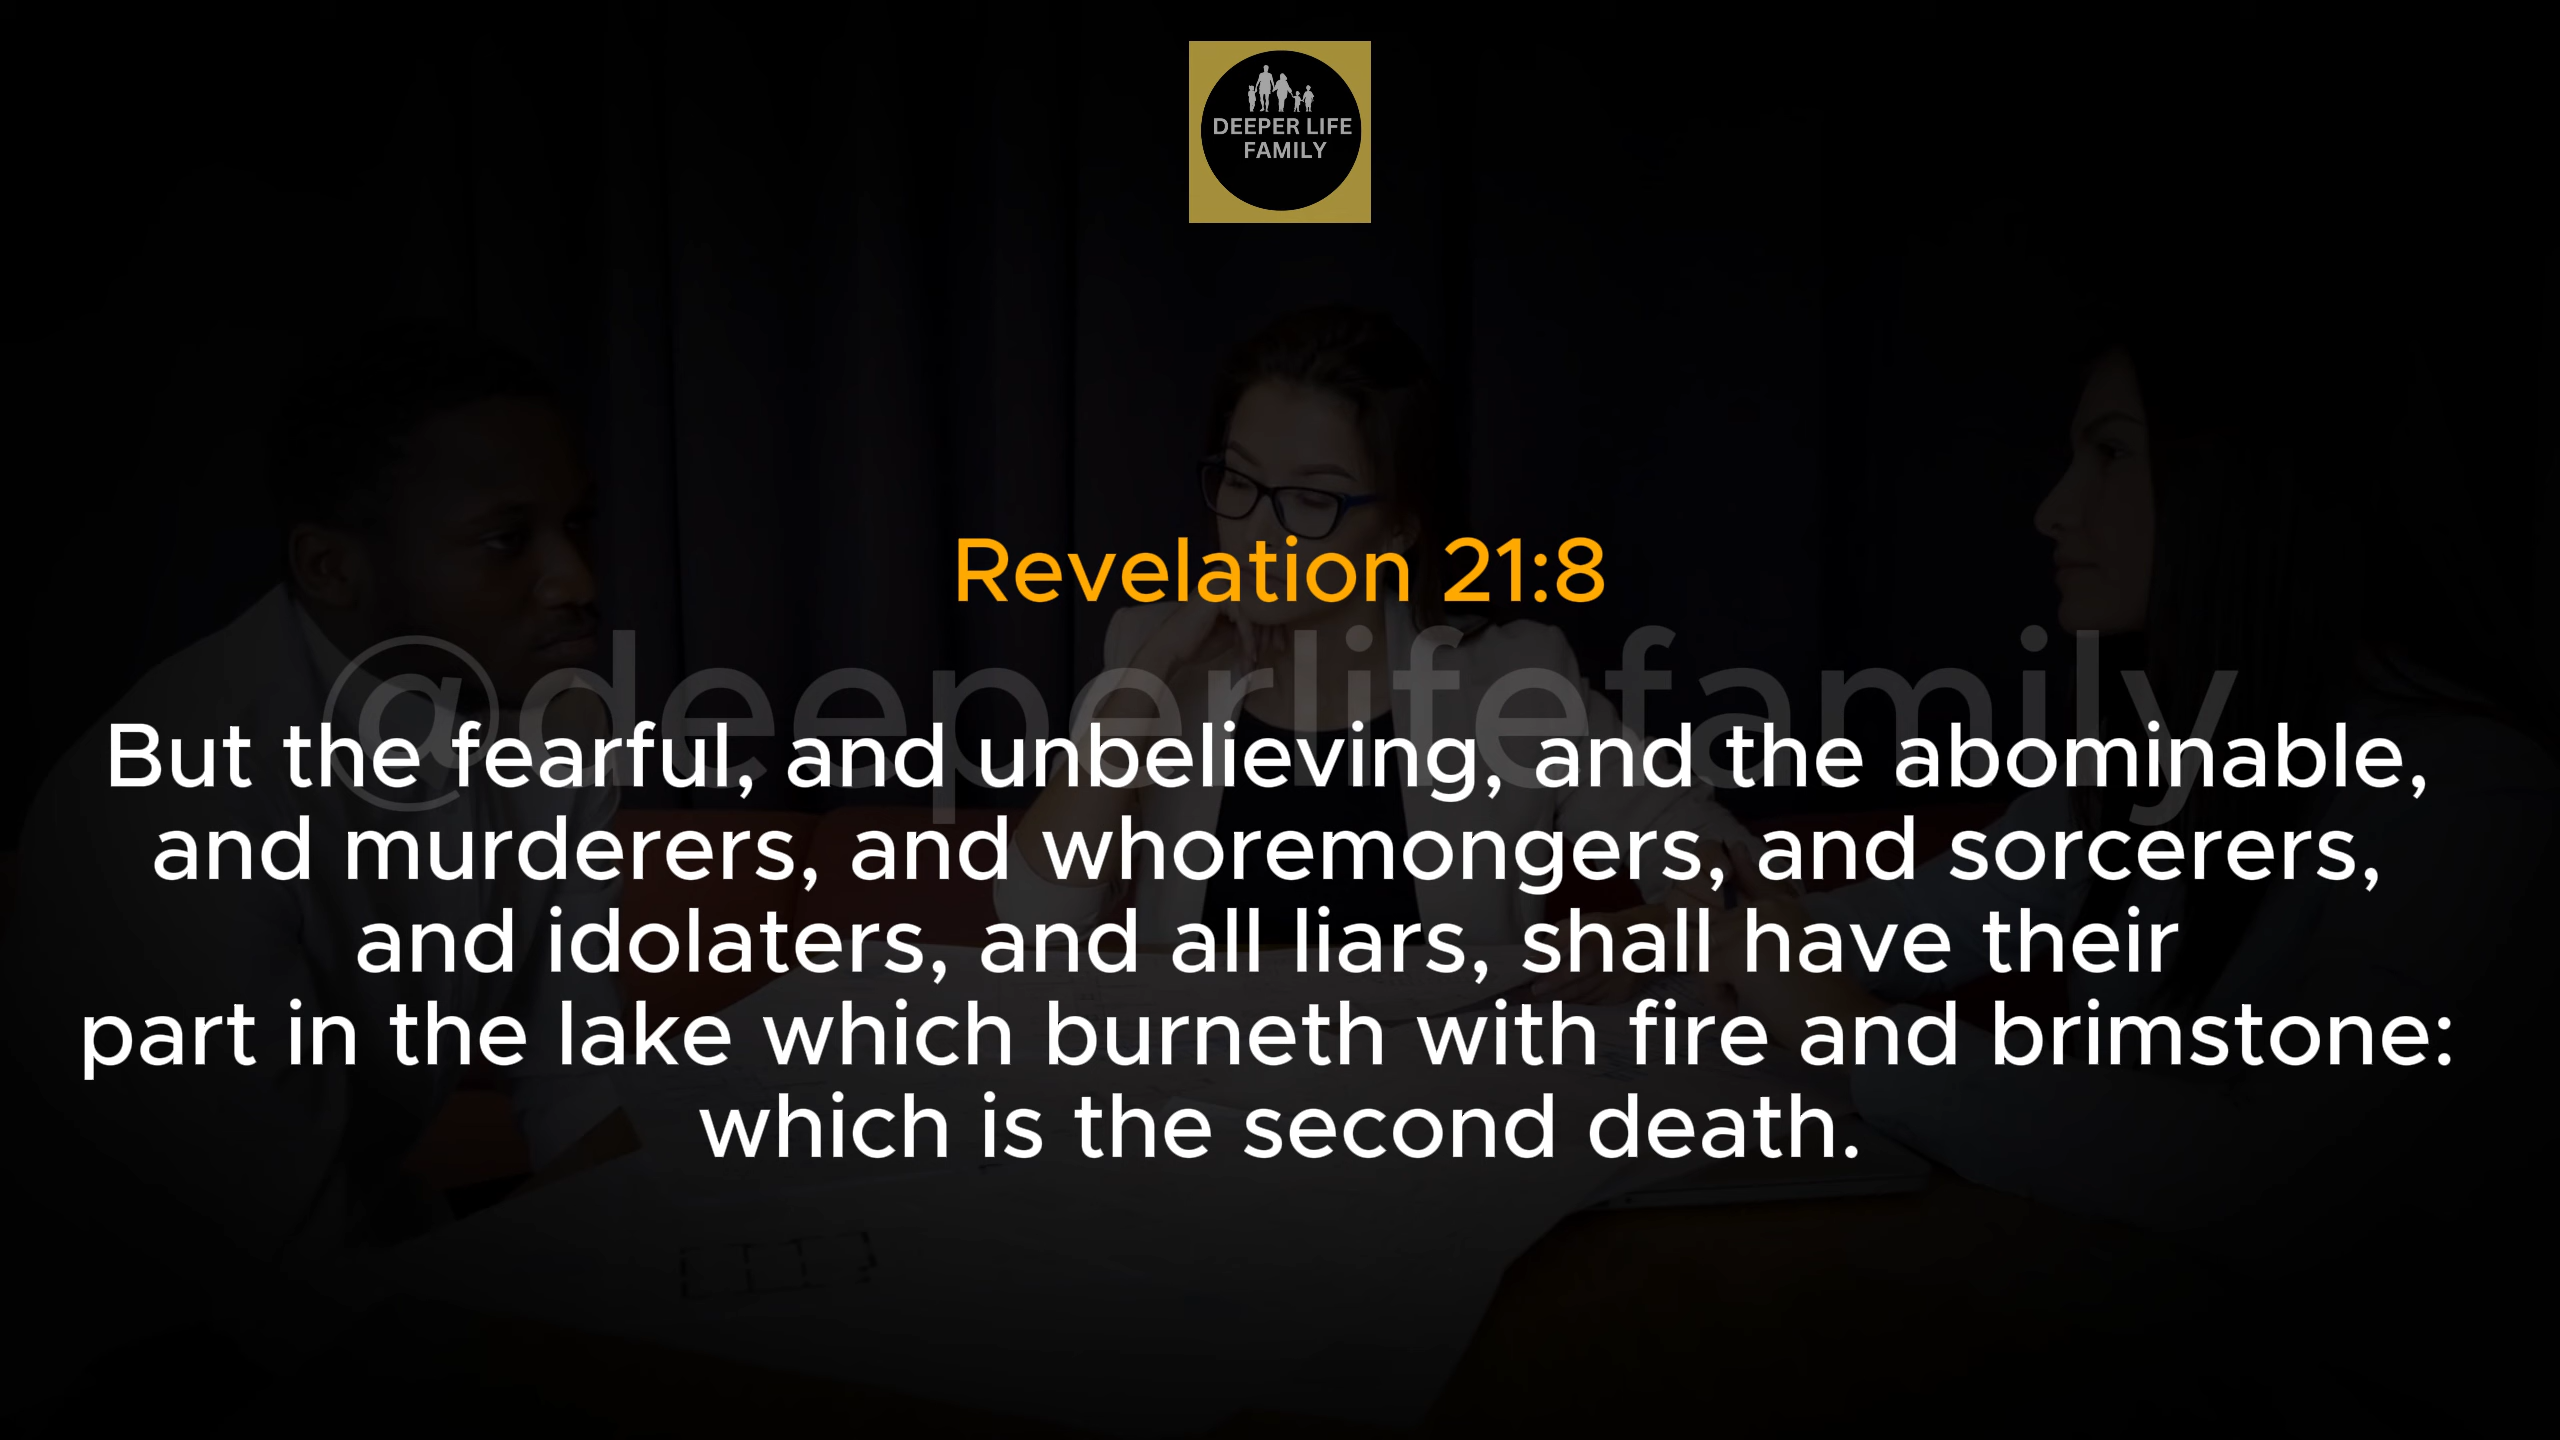 DEEPER LIFE
FAMILY
Revelation 21:8
@deeperlifefamily
But the fearful, and unbelieving, and the abominable,
and murderers, and whoremongers, and sorcerers,
and idolaters, and all liars, shall have their
part in the lake which burneth with fire and brimstone:
which is the second death.